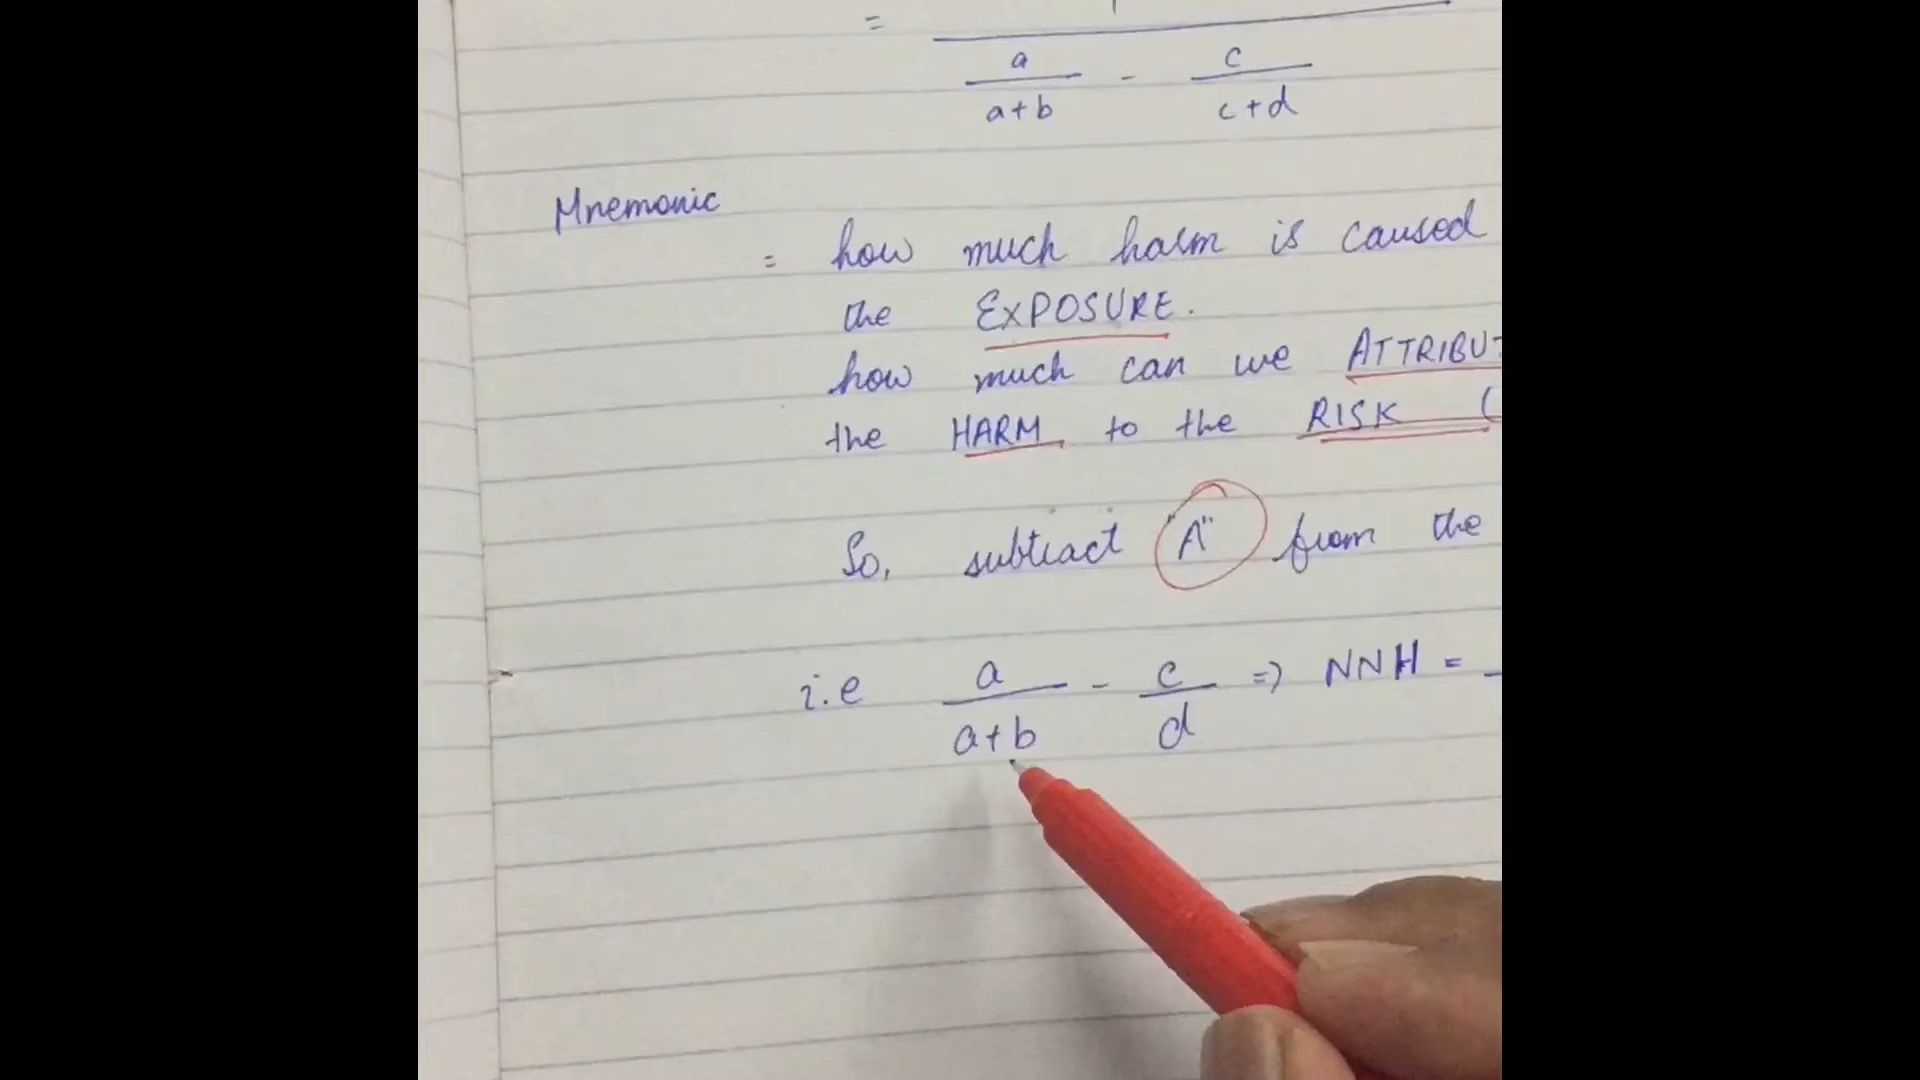 =
a / a+b - c / c+d
Mnemonic
= how much harm is caused
the EXPOSURE.
how much can we ATTRIBUT
the HARM to the RISK (
So, subtract "A" from the
i.e a / a+b - c / d => NNH =